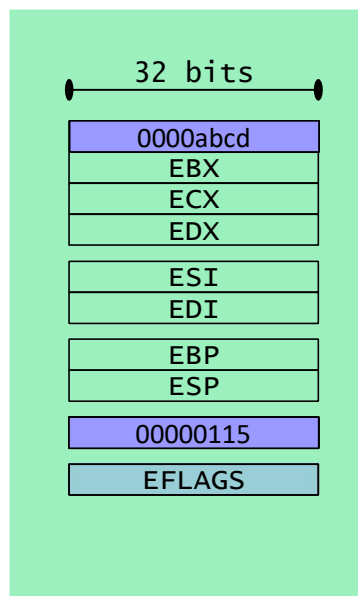 32 bits
0000abcd
EBX
ECX
EDX
ESI
EDI
EBP
ESP
00000115
EFLAGS